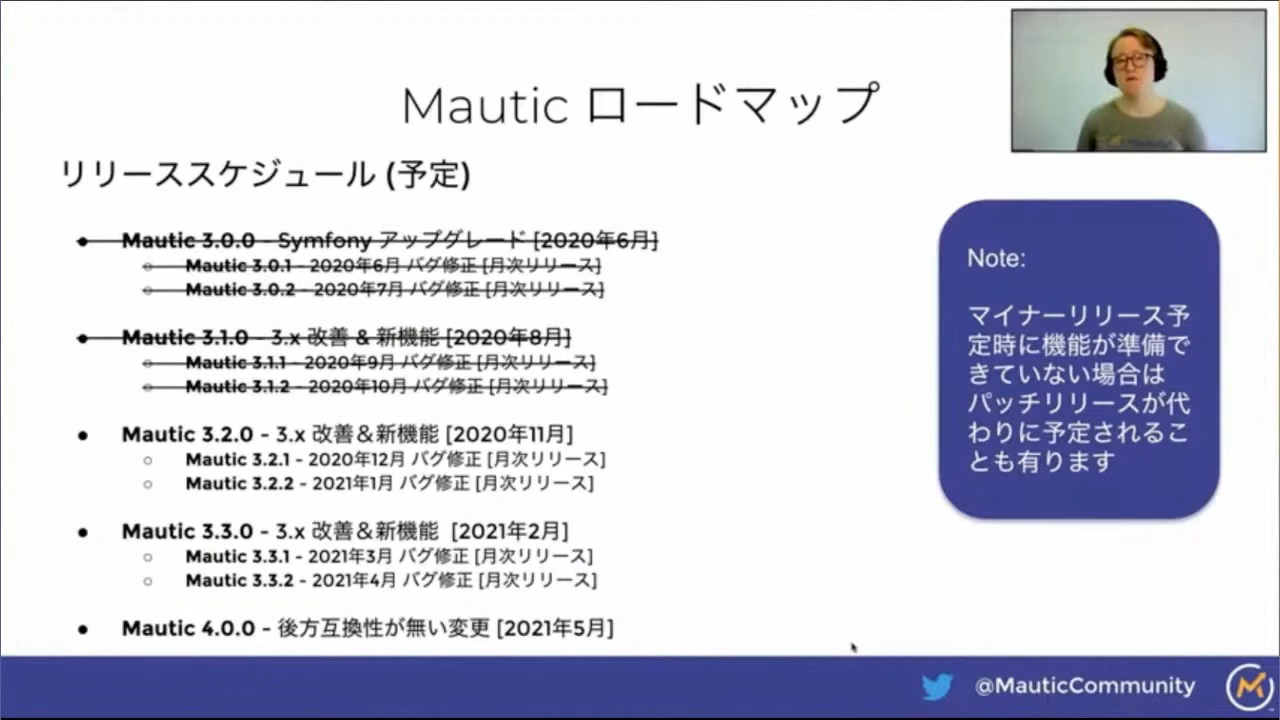 Mautic ロードマップ
リリーススケジュール (予定)
● Mautic 3.0.0 - Symfony アップグレード [2020年6月]
○ Mautic 3.0.1 - 2020年6月 バグ修正 [月次リリース]
○ Mautic 3.0.2 - 2020年7月 バグ修正 [月次リリース]
● Mautic 3.1.0 - 3.x 改善 & 新機能 [2020年8月]
○ Mautic 3.1.1 - 2020年9月 バグ修正 [月次リリース]
○ Mautic 3.1.2 - 2020年10月 バグ修正 [月次リリース]
● Mautic 3.2.0 - 3.x 改善＆新機能 [2020年11月]
○ Mautic 3.2.1 - 2020年12月 バグ修正 [月次リリース]
○ Mautic 3.2.2 - 2021年1月 バグ修正 [月次リリース]
● Mautic 3.3.0 - 3.x 改善＆新機能 [2021年2月]
○ Mautic 3.3.1 - 2021年3月 バグ修正 [月次リリース]
○ Mautic 3.3.2 - 2021年4月 バグ修正 [月次リリース]
● Mautic 4.0.0 - 後方互換性が無い変更 [2021年5月]
Note:
マイナーリリース予
定時に機能が準備で
きていない場合は
パッチリリースが代
わりに予定されるこ
とも有ります
@MauticCommunity